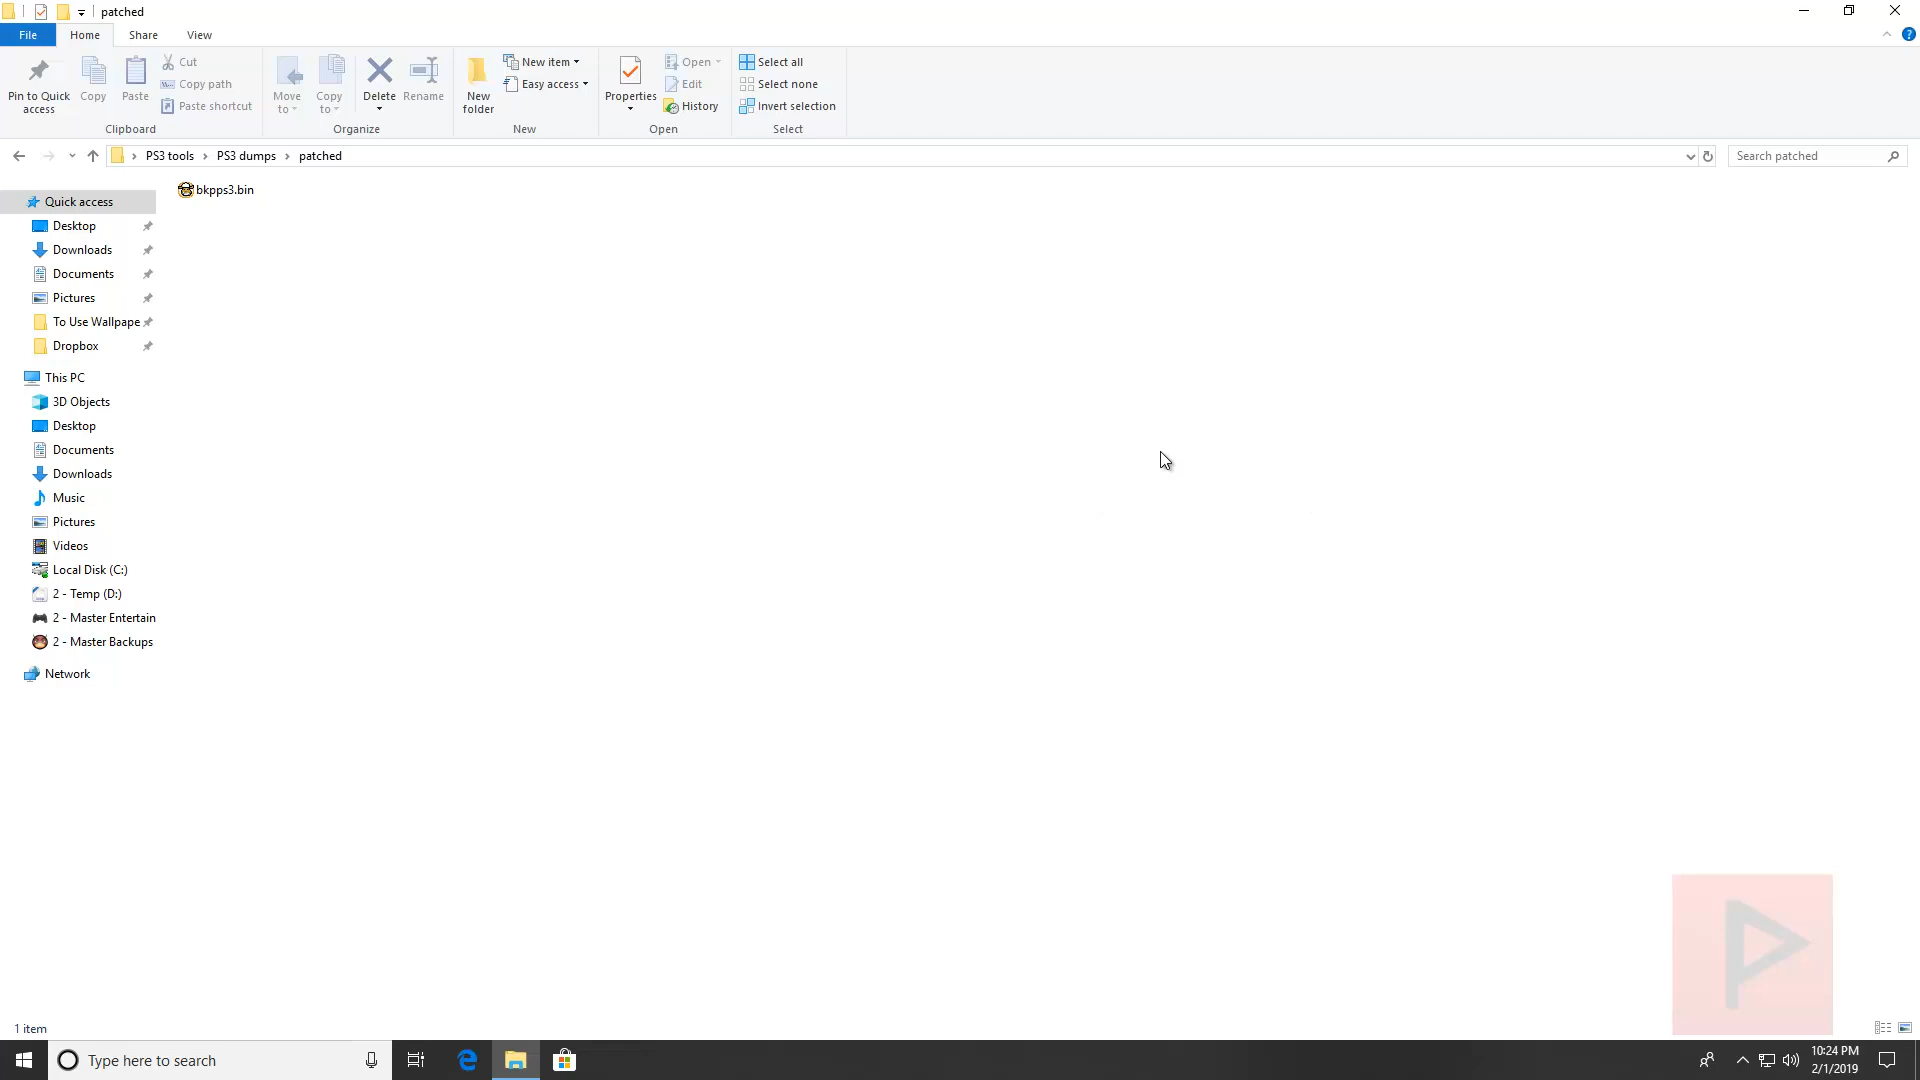 patched
File Home Share View
Pin to Quick access
Copy
Paste
Cut
Copy path
Paste shortcut
Clipboard
Move to
Copy to
Delete
Rename
Organize
New folder
New item
Easy access
New
Properties
Open
Edit
History
Open
Select all
Select none
Invert selection
Select
PS3 tools > PS3 dumps > patched
Search patched
bkpps3.bin
Quick access
Desktop
Downloads
Documents
Pictures
To Use Wallpape
Dropbox
This PC
3D Objects
Desktop
Documents
Downloads
Music
Pictures
Videos
Local Disk (C:)
2 - Temp (D:)
2 - Master Entertain
2 - Master Backups
Network
1 item
Type here to search
10:24 PM
2/1/2019